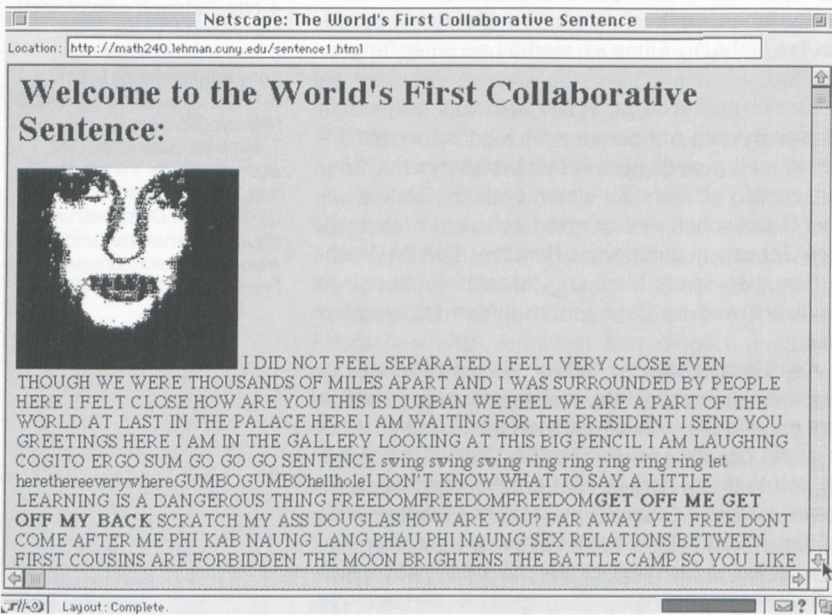 Netscape: The World's First Collaborative Sentence
Location: http://math240.lehman.cuny.edu/sentence1.html
Welcome to the World's First Collaborative
Sentence:
I DID NOT FEEL SEPARATED I FELT VERY CLOSE EVEN
THOUGH WE WERE THOUSANDS OF MILES APART AND I WAS SURROUNDED BY PEOPLE
HERE I FELT CLOSE HOW ARE YOU THIS IS DURBAN WE FEEL WE ARE A PART OF THE
WORLD AT LAST IN THE PALACE HERE I AM WAITING FOR THE PRESIDENT I SEND YOU
GREETINGS HERE I AM IN THE GALLERY LOOKING AT THIS BIG PENCIL I AM LAUGHING
COGITO ERGO SUM GO GO GO SENTENCE swing swing swing ring ring ring ring ring let
herethereeverywhereGUMBOGUMBOhellholeI DON'T KNOW WHAT TO SAY A LITTLE
LEARNING IS A DANGEROUS THING FREEDOMFREEDOMFREEDOMGET OFF ME GET
OFF MY BACK SCRATCH MY ASS DOUGLAS HOW ARE YOU? FAR AWAY YET FREE DONT
COME AFTER ME PHI KAB NAUNG LANG PHAU PHI NAUNG SEX RELATIONS BETWEEN
FIRST COUSINS ARE FORBIDDEN THE MOON BRIGHTENS THE BATTLE CAMP SO YOU LIKE
Layout: Complete.
?